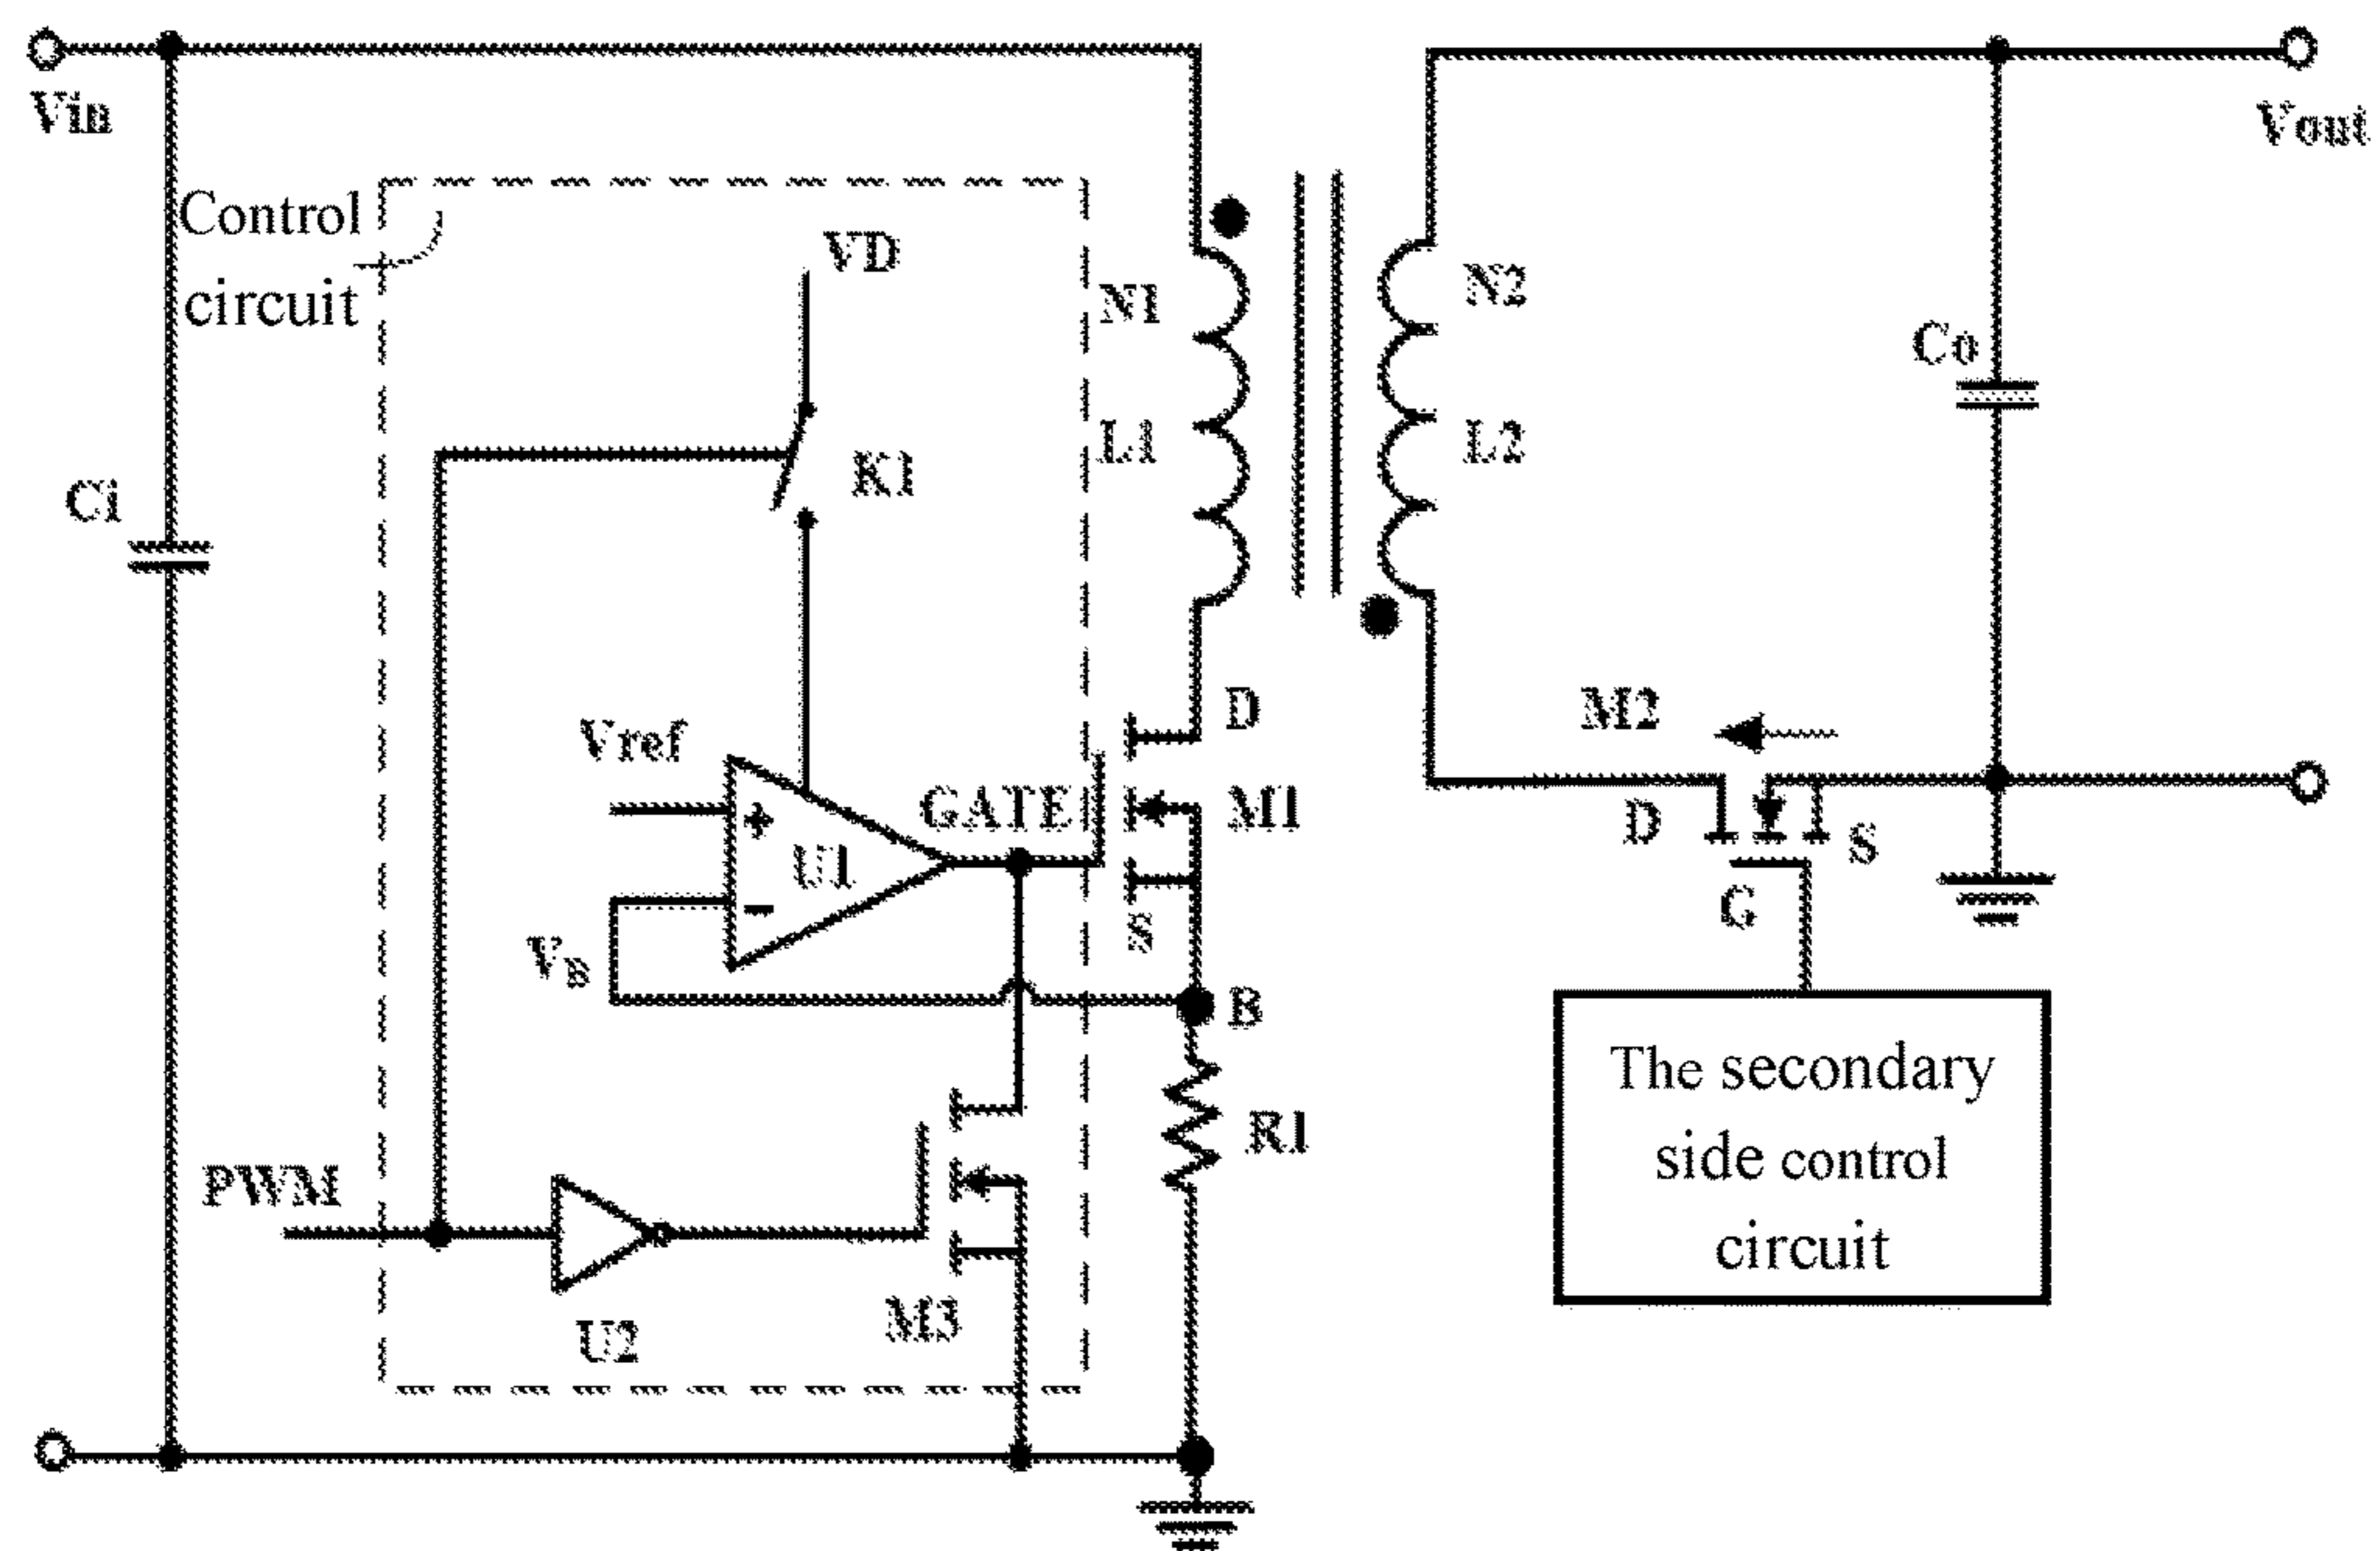 Vin
Vout
Control
circuit
VD
N1
N2
Co
L1
L2
K1
Ci
D
M2
Vref
GATE
M1
+
U1
D
S
-
G
S
VB
B
The secondary
side control
circuit
R1
PWM
M3
U2